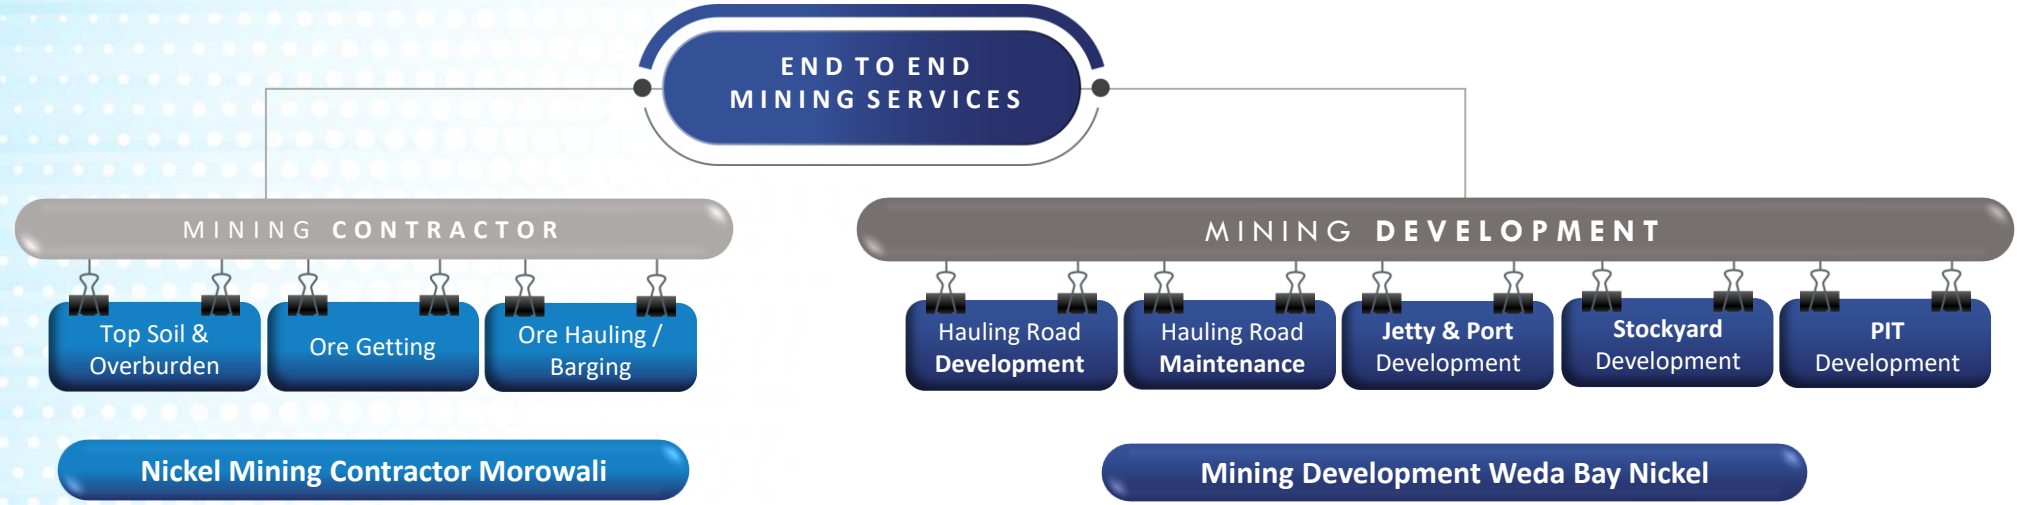 END TO END
MINING SERVICES
MINING CONTRACTOR
Top Soil &
Overburden
Ore Getting
Ore Hauling /
Barging
Nickel Mining Contractor Morowali
MINING DEVELOPMENT
Hauling Road
Development
Hauling Road
Maintenance
Jetty & Port
Development
Stockyard
Development
PIT
Development
Mining Development Weda Bay Nickel